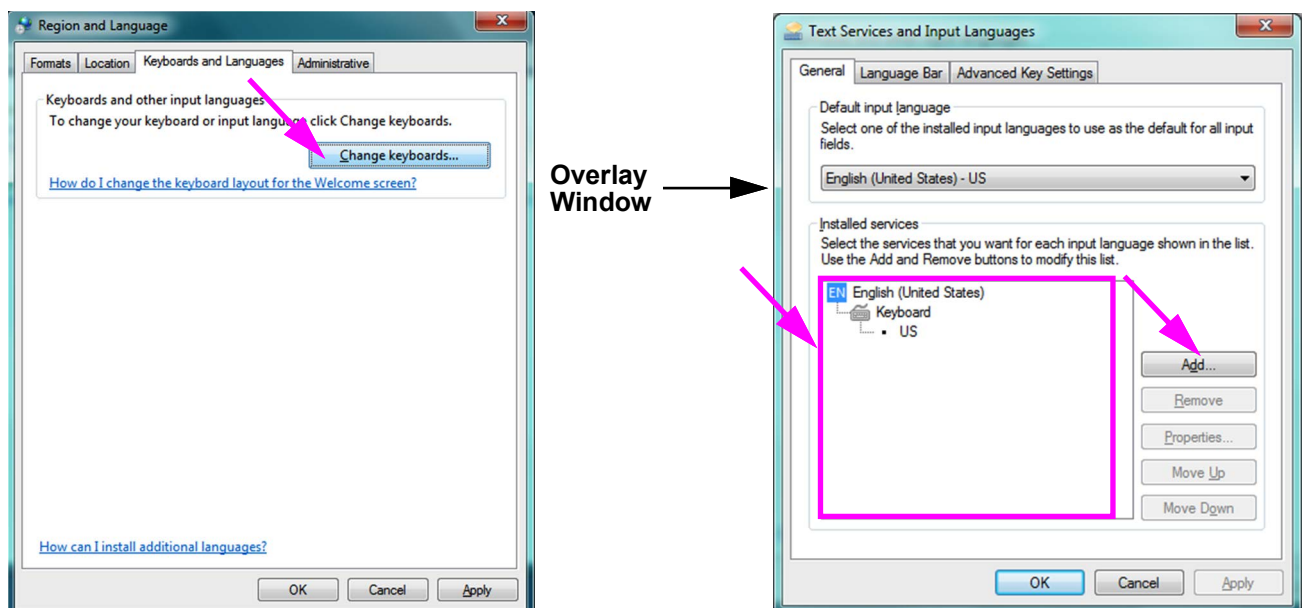 Region and Language
Formats Location Keyboards and Languages Administrative
Keyboards and other input languages
To change your keyboard or input language click Change keyboards.
Change keyboards...
How do I change the keyboard layout for the Welcome screen?
How can I install additional languages?
OK Cancel Apply
Overlay
Window
Text Services and Input Languages
General Language Bar Advanced Key Settings
Default input language
Select one of the installed input languages to use as the default for all input
fields.
English (United States) - US
Installed services
Select the services that you want for each input language shown in the list.
Use the Add and Remove buttons to modify this list.
EN English (United States)
Keyboard
US
Add...
Remove
Properties...
Move Up
Move Down
OK Cancel Apply